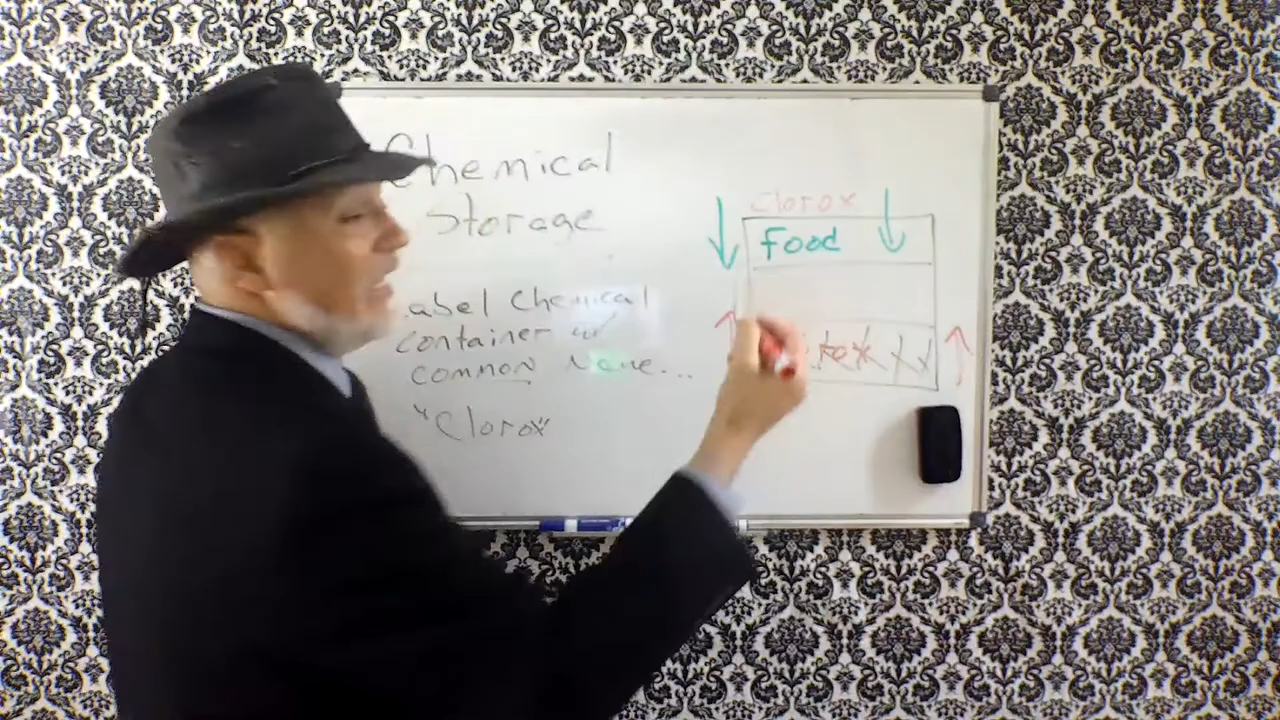 Chemical
Storage
Label Chemical
container w/
common Name...
"Clorox"
Clorox
Food